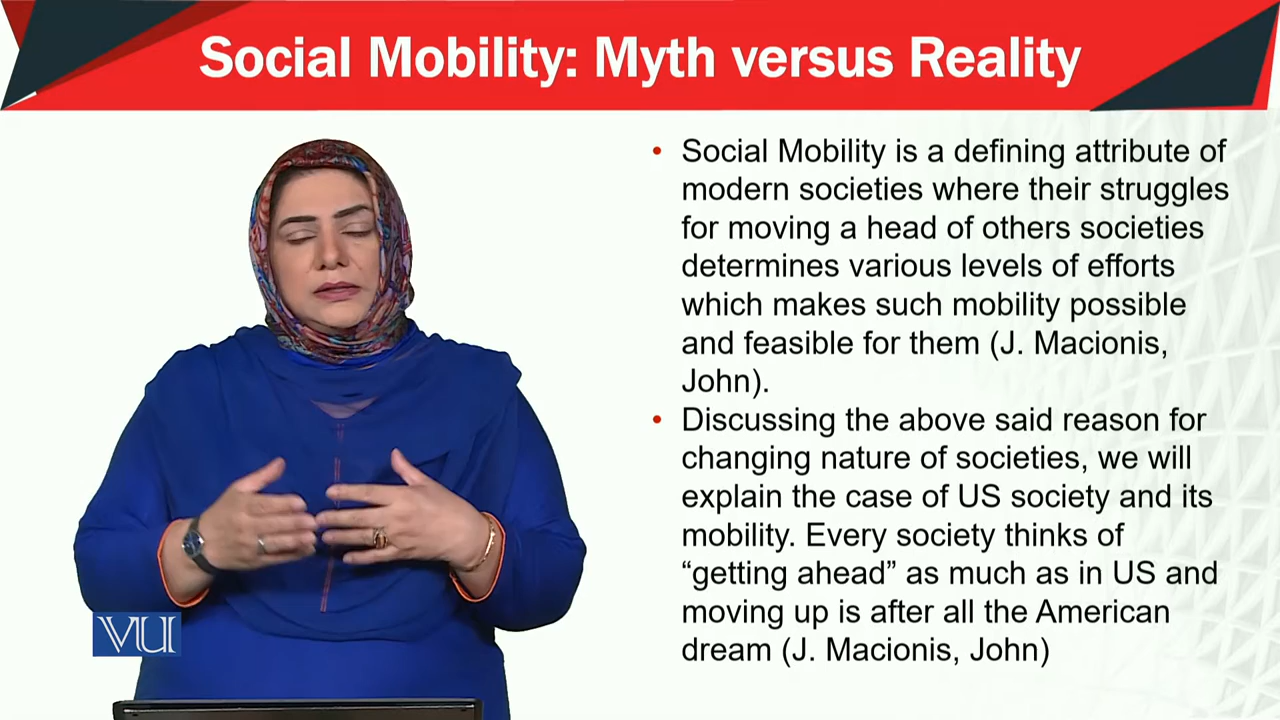 Social Mobility: Myth versus Reality
• Social Mobility is a defining attribute of
modern societies where their struggles
for moving a head of others societies
determines various levels of efforts
which makes such mobility possible
and feasible for them (J. Macionis,
John).
• Discussing the above said reason for
changing nature of societies, we will
explain the case of US society and its
mobility. Every society thinks of
“getting ahead” as much as in US and
moving up is after all the American
dream (J. Macionis, John)
VU